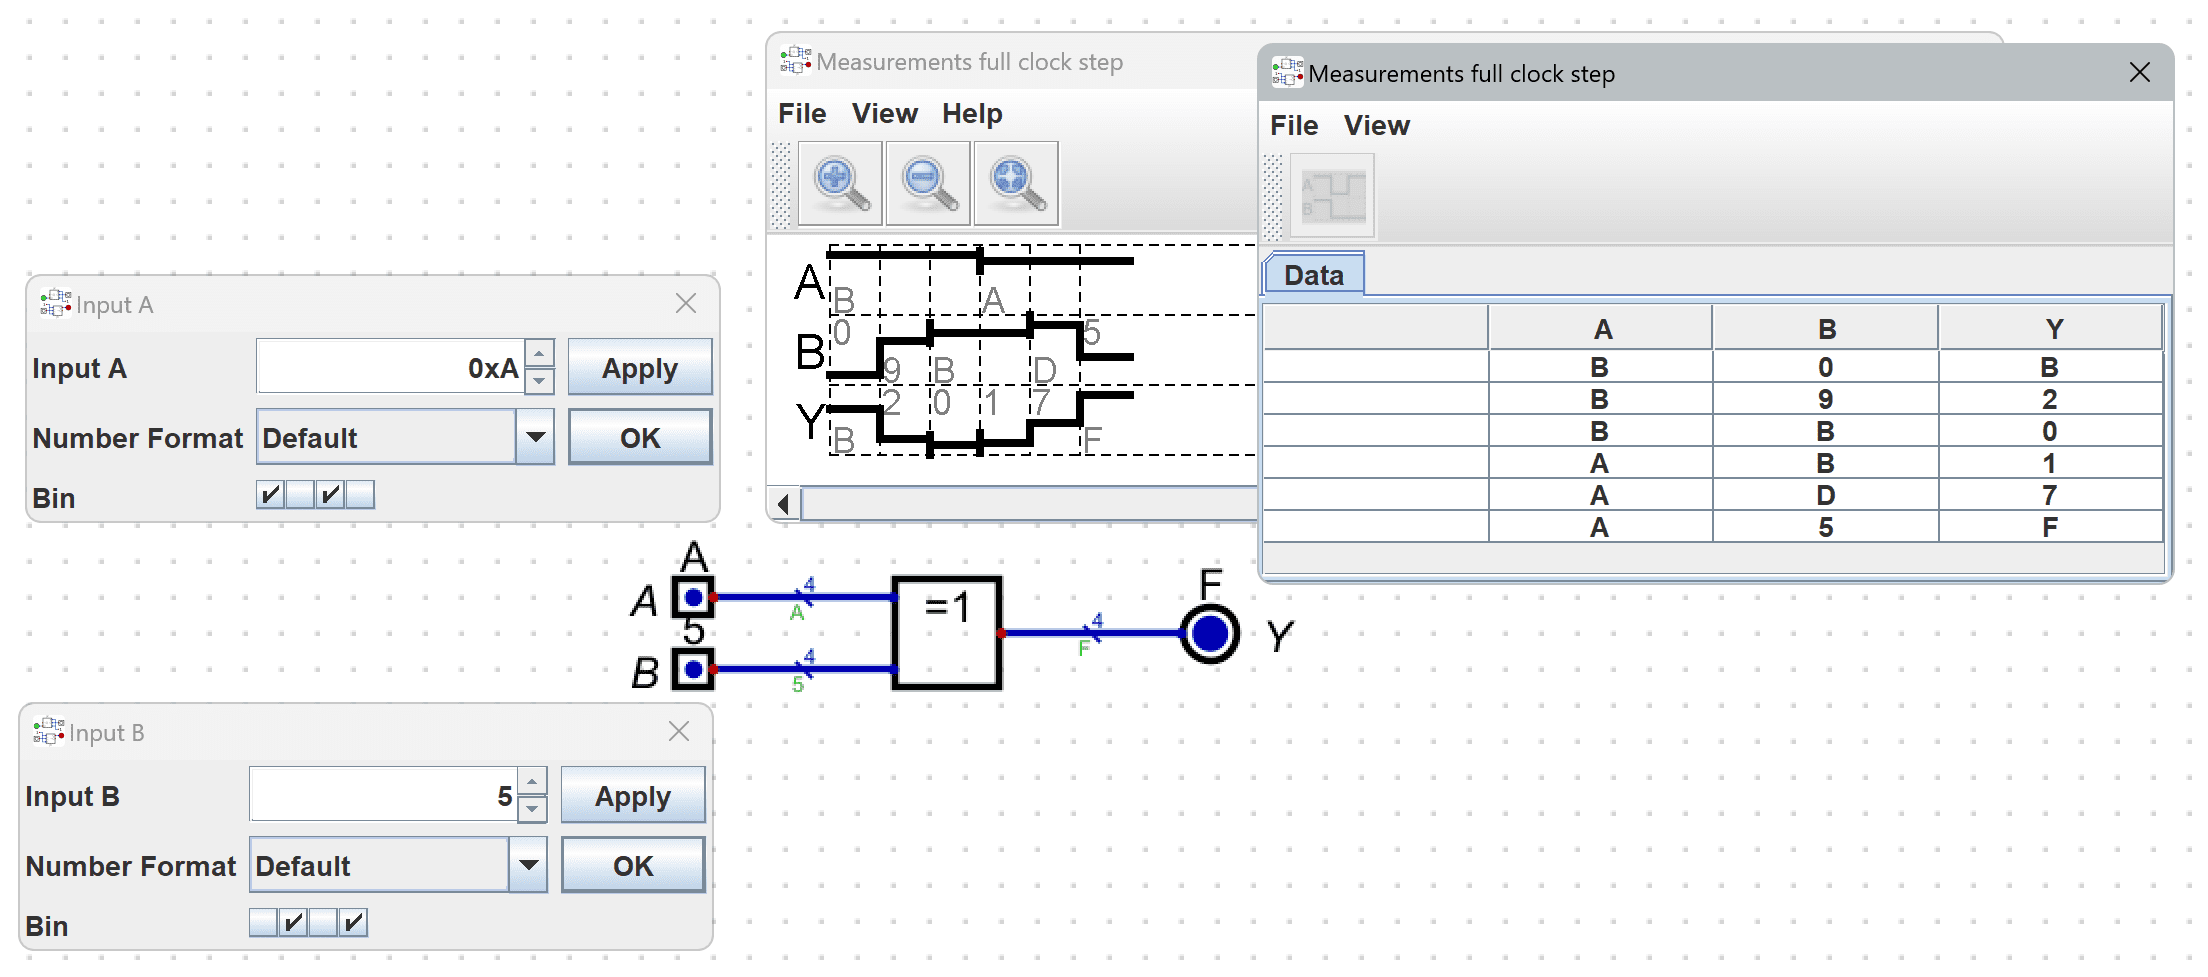 Measurements full clock step
File View Help
A B A
B 0 9 B D 5
Y B 2 0 1 7 F
Measurements full clock step
File View
A
B
Data
A B Y
B 0 B
B 9 2
B B 0
A B 1
A D 7
A 5 F
Input A
Input A 0xA Apply
Number Format Default OK
Bin
A
A 4 A
5
B 4 5
=1
4 F
F
Y
Input B
Input B 5 Apply
Number Format Default OK
Bin